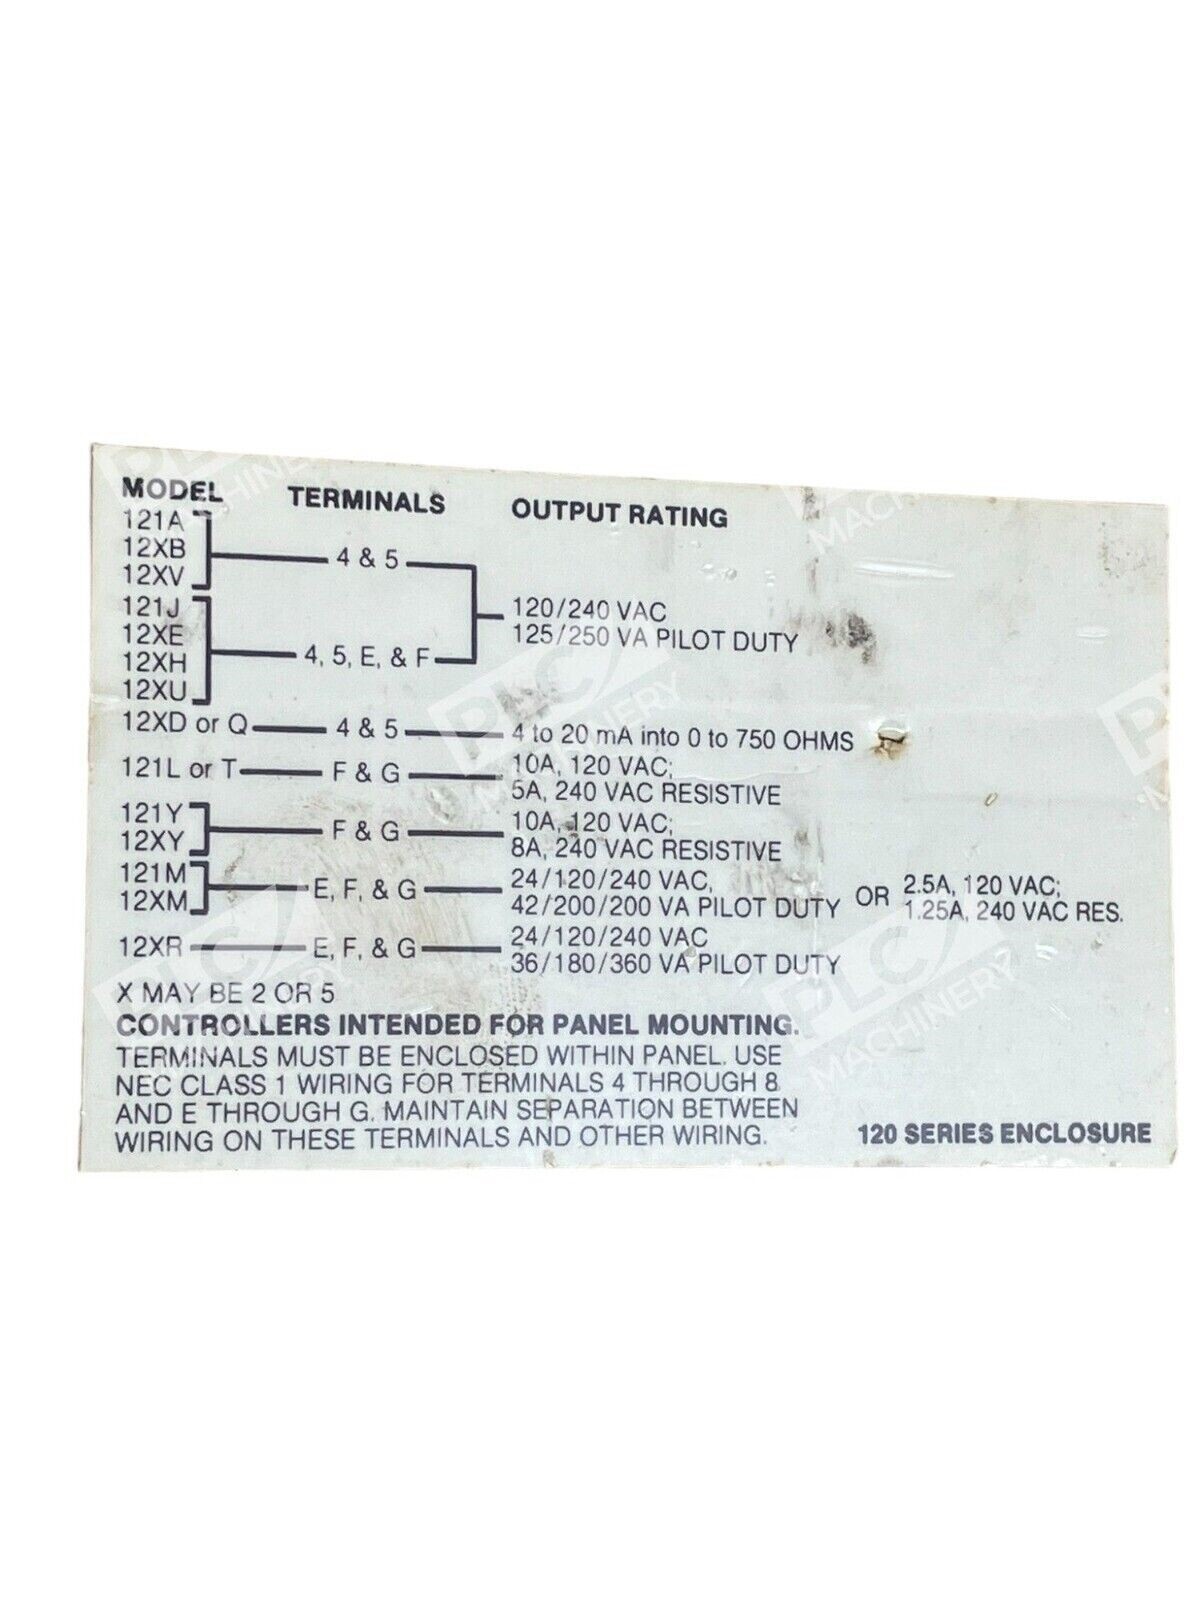 MODEL TERMINALS OUTPUT RATING
121A
12XB
12XV
4 & 5
121J
12XE
12XH
12XU
4, 5, E, & F
120/240 VAC
125/250 VA PILOT DUTY
12XD or Q 4 & 5 4 to 20 mA into 0 to 750 OHMS
121L or T F & G 10A, 120 VAC;
5A, 240 VAC RESISTIVE
121Y
12XY
F & G 10A, 120 VAC;
8A, 240 VAC RESISTIVE
121M
12XM
E, F, & G 24/120/240 VAC,
42/200/200 VA PILOT DUTY
OR 2.5A, 120 VAC;
1.25A, 240 VAC RES.
12XR E, F, & G 24/120/240 VAC
36/180/360 VA PILOT DUTY
X MAY BE 2 OR 5
CONTROLLERS INTENDED FOR PANEL MOUNTING.
TERMINALS MUST BE ENCLOSED WITHIN PANEL. USE
NEC CLASS 1 WIRING FOR TERMINALS 4 THROUGH 8
AND E THROUGH G. MAINTAIN SEPARATION BETWEEN
WIRING ON THESE TERMINALS AND OTHER WIRING.
120 SERIES ENCLOSURE
PLC
MACHINERY
PLC
MACHINERY
PLC
MACHINERY
PLC
MACHINERY